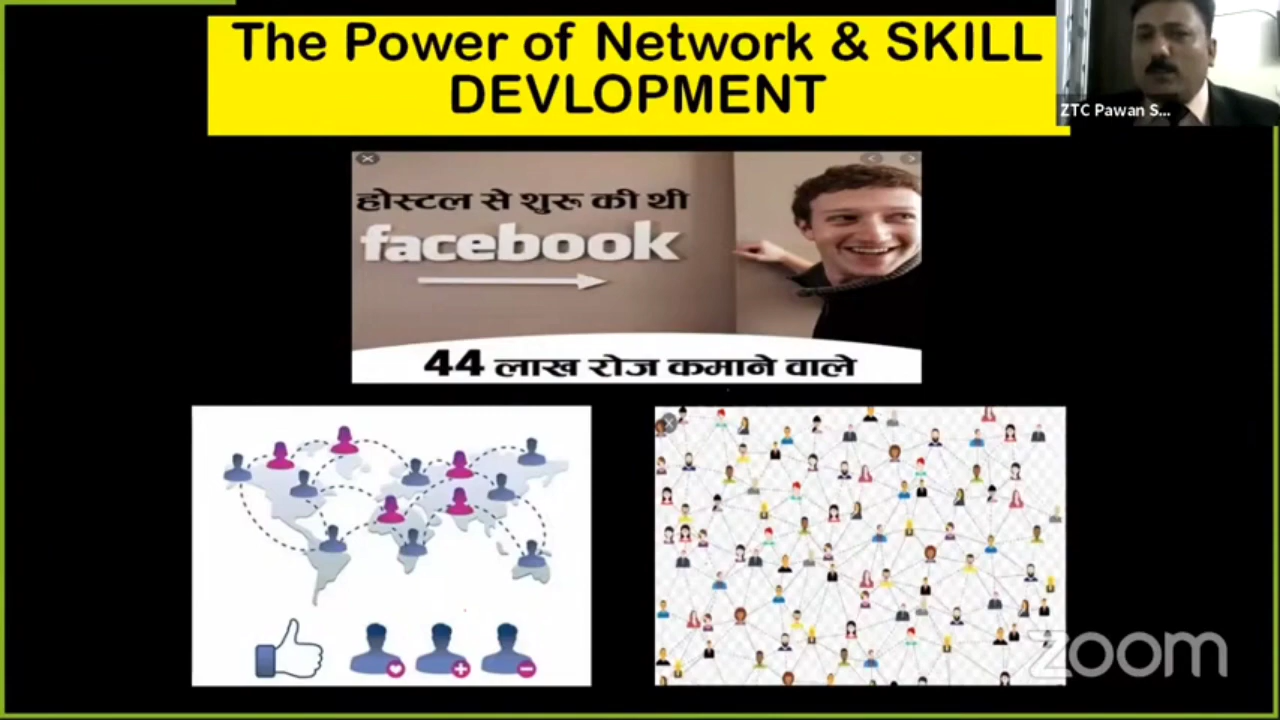 The Power of Network & SKILL
DEVLOPMENT
ZTC Pawan S...
होस्टल से शुरू की थी
facebook
44 लाख रोज कमाने वाले
zoom